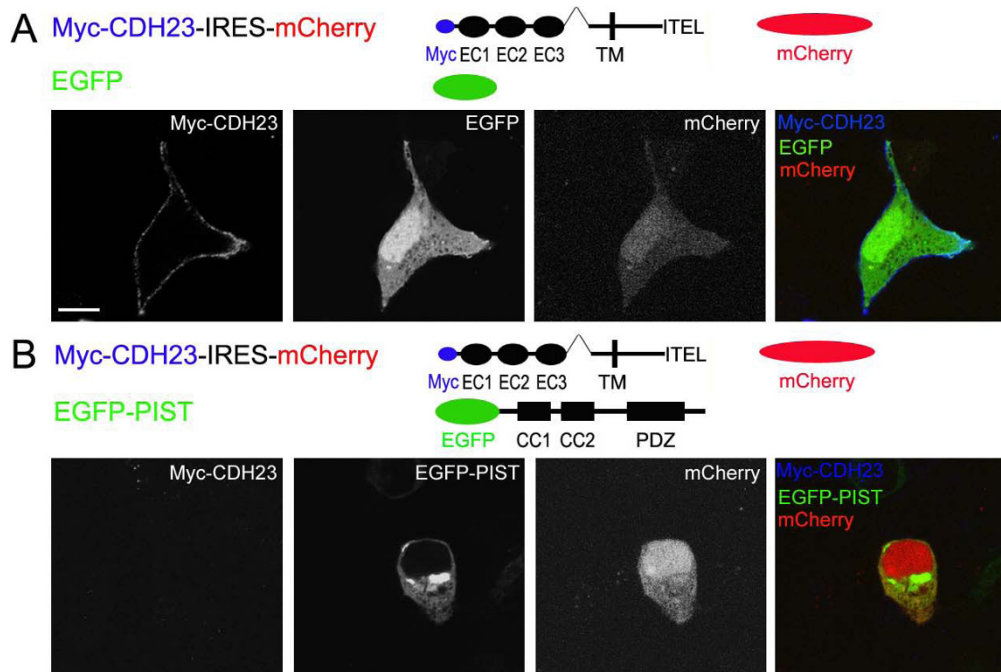 A Myc-CDH23-IRES-mCherry
ITEL
Myc EC1 EC2 EC3 TM
mCherry
EGFP
Myc-CDH23
EGFP
mCherry
Myc-CDH23
EGFP
mCherry
B Myc-CDH23-IRES-mCherry
ITEL
Myc EC1 EC2 EC3 TM
mCherry
EGFP-PIST
EGFP CC1 CC2 PDZ
Myc-CDH23
EGFP-PIST
mCherry
Myc-CDH23
EGFP-PIST
mCherry